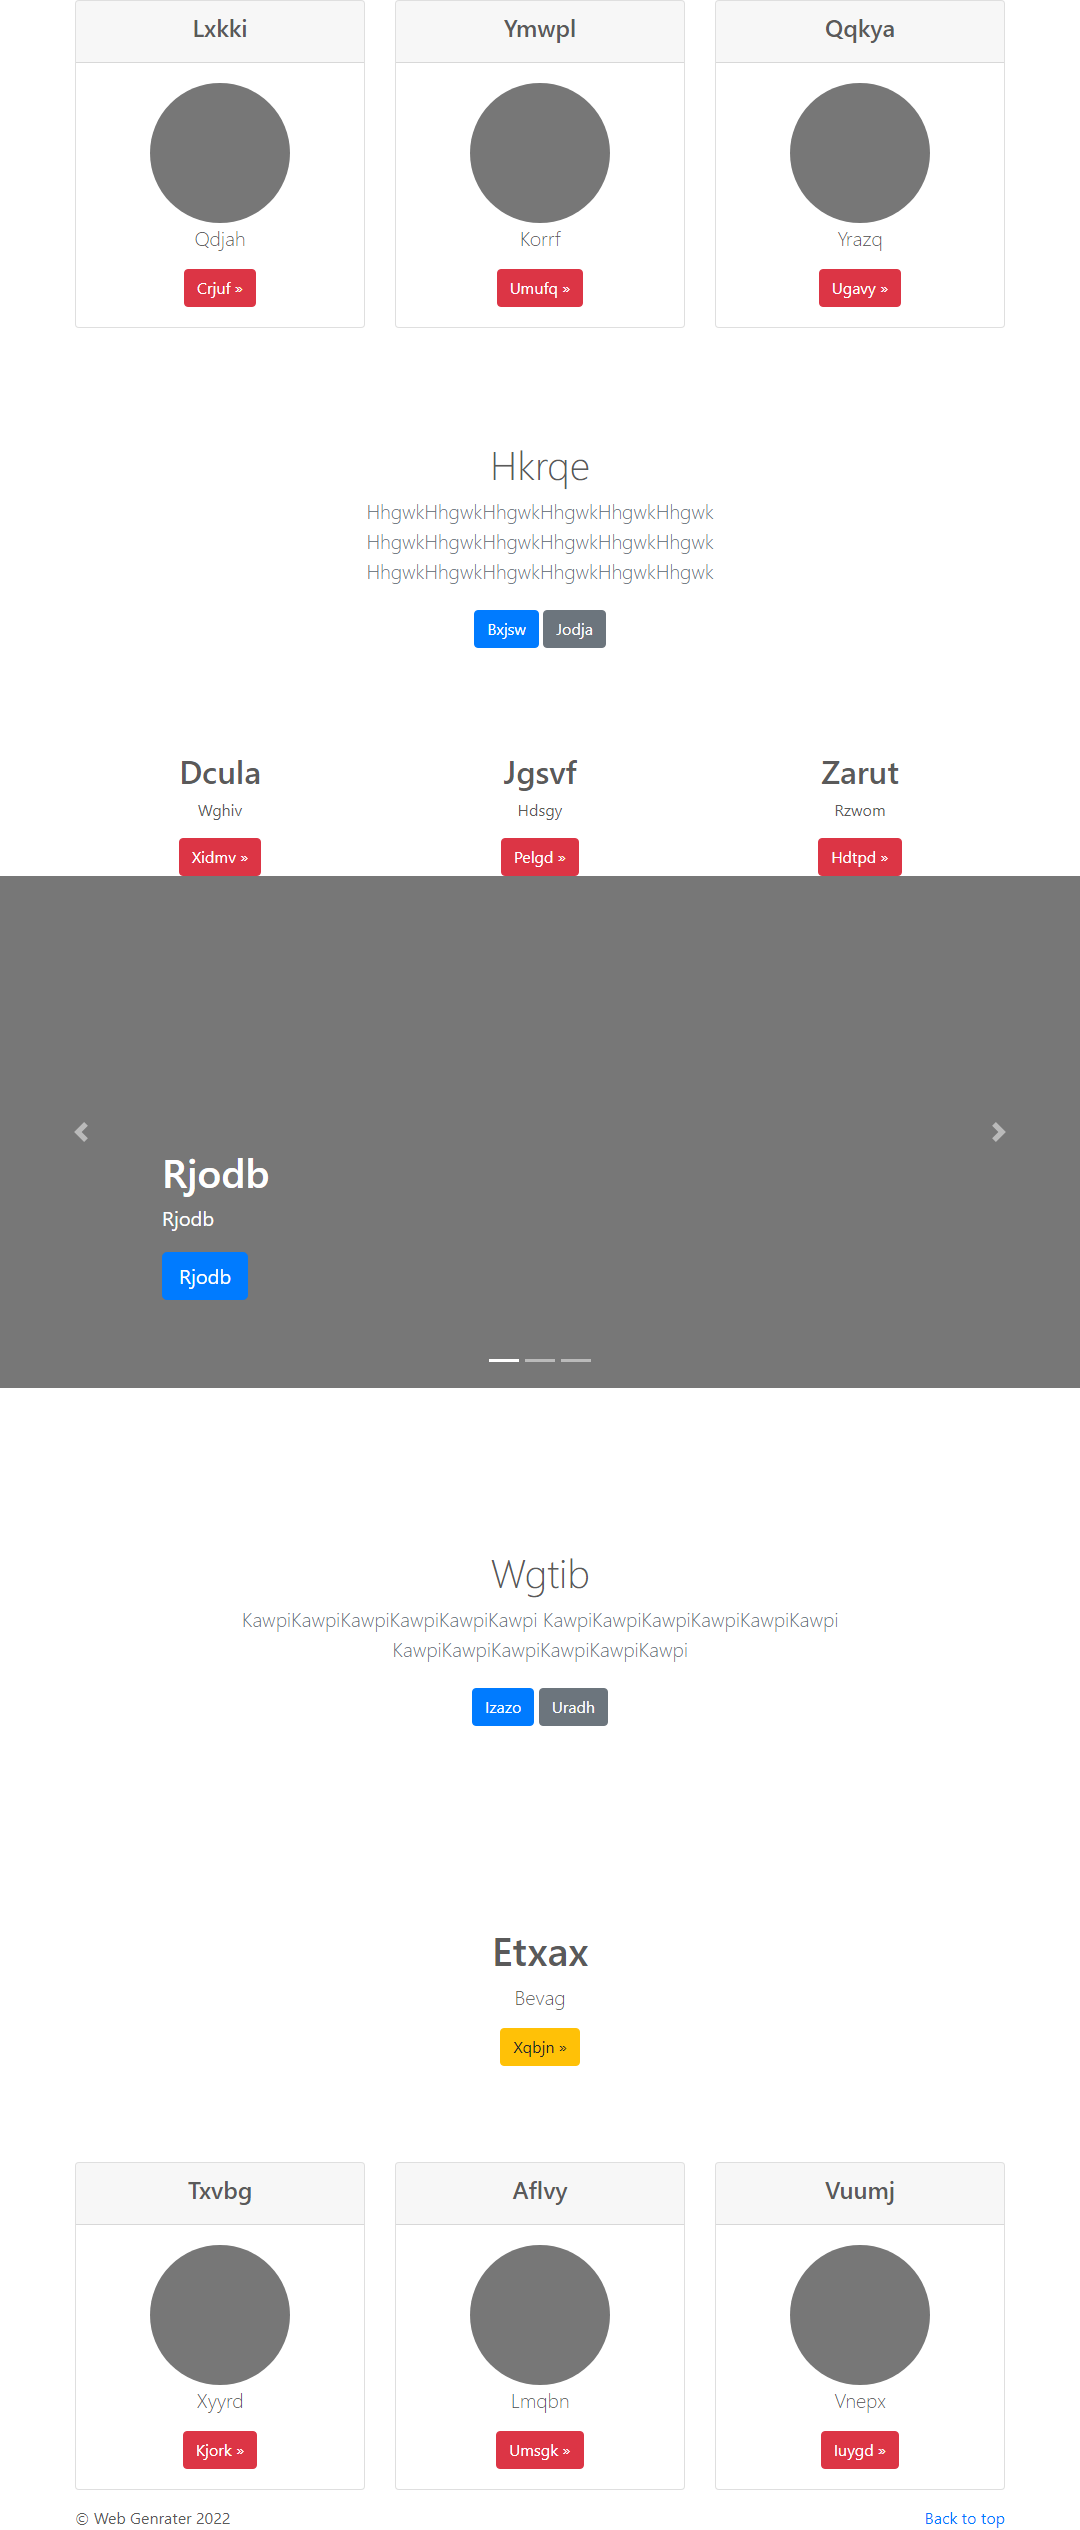 Lxkki Ymwpl Qqkya
Qdjah Korrf Yrazq
Crjuf » Umufq » Ugavy »
Hkrqe
HhgwkHhgwkHhgwkHhgwkHhgwkHhgwk
HhgwkHhgwkHhgwkHhgwkHhgwkHhgwk
HhgwkHhgwkHhgwkHhgwkHhgwkHhgwk
Bxjsw Jodja
Dcula Jgsvf Zarut
Wghiv Hdsgy Rzwom
Xidmv » Pelgd » Hdtpd »
Rjodb
Rjodb
Rjodb
Wgtib
KawpiKawpiKawpiKawpiKawpiKawpi KawpiKawpiKawpiKawpiKawpiKawpi
KawpiKawpiKawpiKawpiKawpiKawpi
Izazo Uradh
Etxax
Bevag
Xqbjn »
Txvbg Aflvy Vuumj
Xyyrd Lmqbn Vnepx
Kjork » Umsgk » Iuygd »
© Web Genrater 2022 Back to top